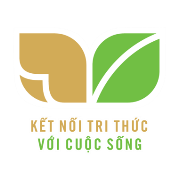 KẾT NỐI TRI THỨC
VỚI CUỘC SỐNG